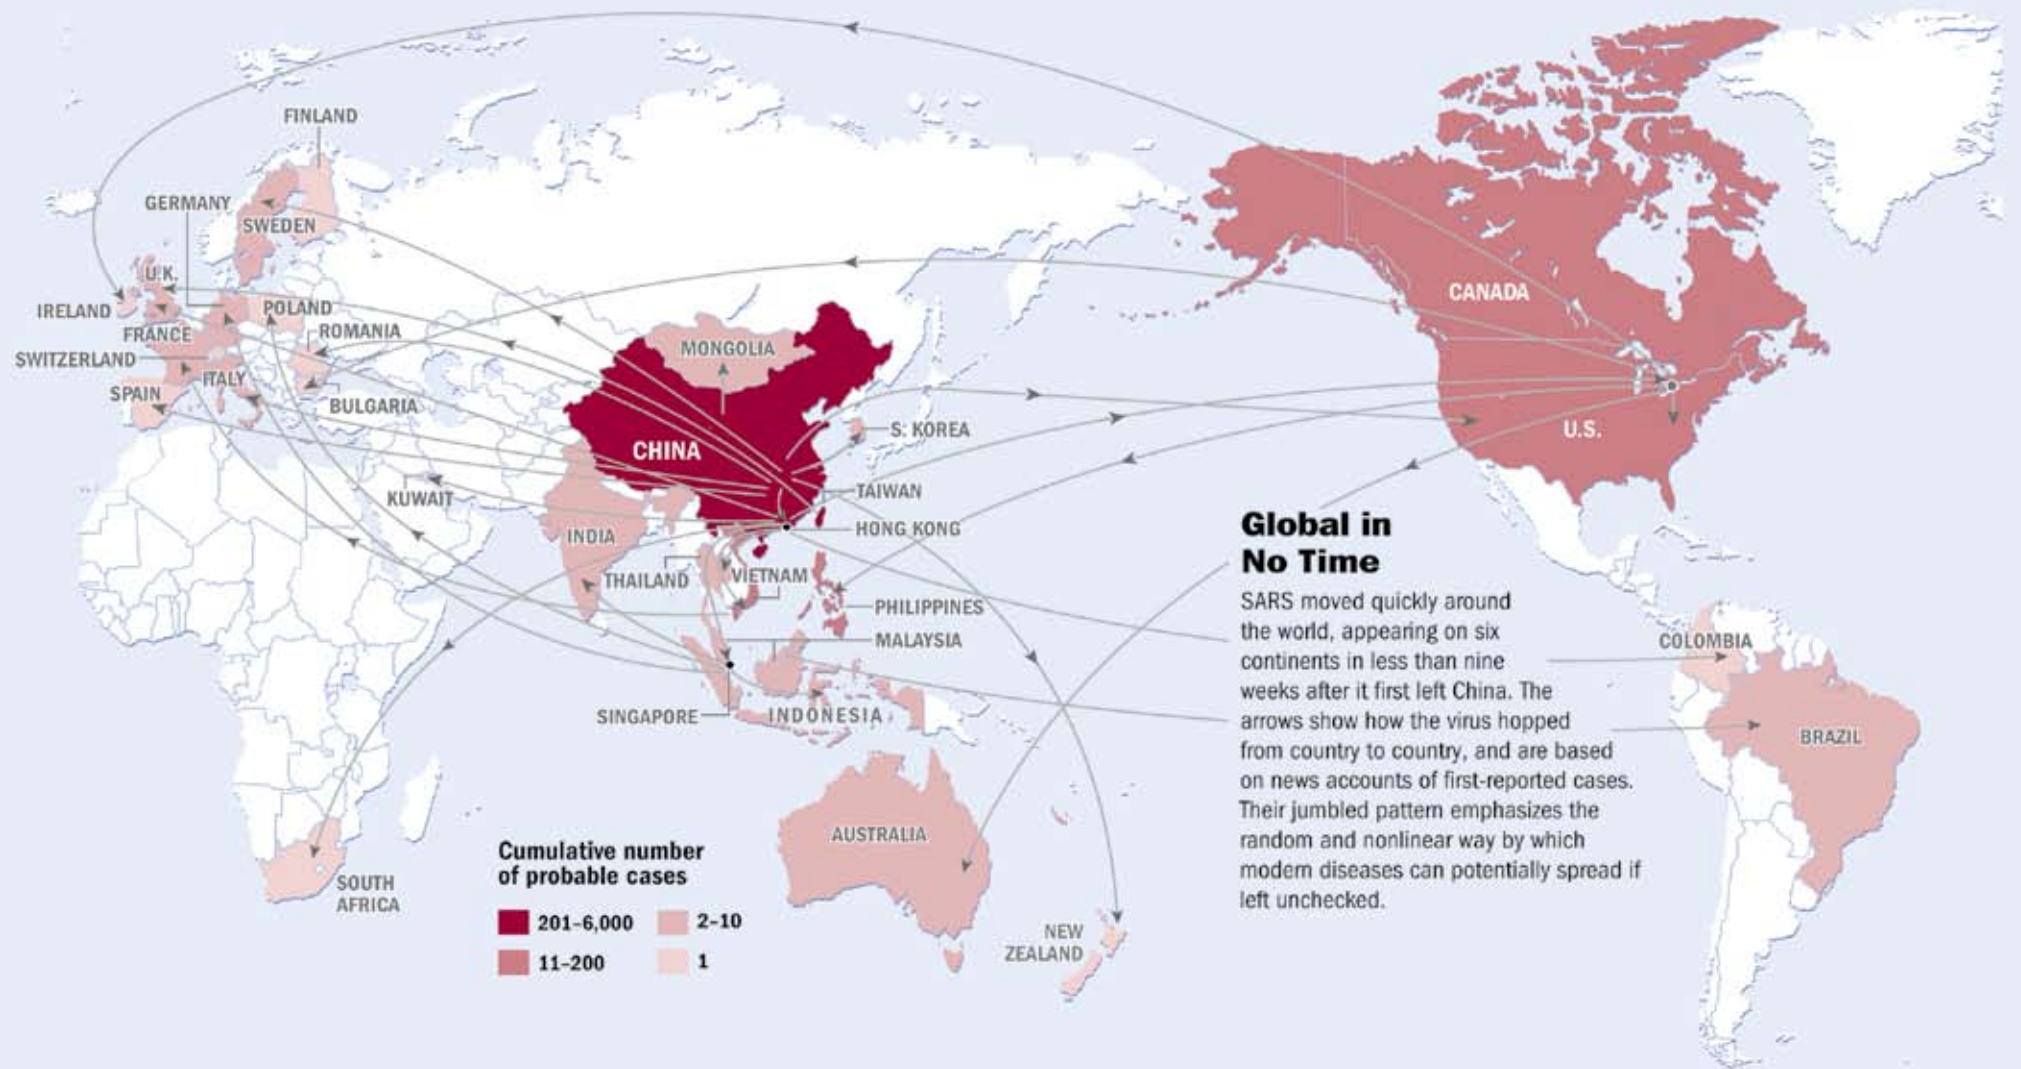 FINLAND
GERMANY
SWEDEN
U.K.
IRELAND
POLAND
FRANCE
ROMANIA
SWITZERLAND
ITALY
SPAIN
BULGARIA
KUWAIT
MONGOLIA
CHINA
S. KOREA
TAIWAN
HONG KONG
INDIA
THAILAND
VIETNAM
PHILIPPINES
MALAYSIA
SINGAPORE
INDONESIA
AUSTRALIA
NEW
ZEALAND
SOUTH
AFRICA
CANADA
U.S.
COLOMBIA
BRAZIL
Global in
No Time
SARS moved quickly around
the world, appearing on six
continents in less than nine
weeks after it first left China. The
arrows show how the virus hopped
from country to country, and are based
on news accounts of first-reported cases.
Their jumbled pattern emphasizes the
random and nonlinear way by which
modern diseases can potentially spread if
left unchecked.
Cumulative number
of probable cases
201–6,000
2–10
11–200
1